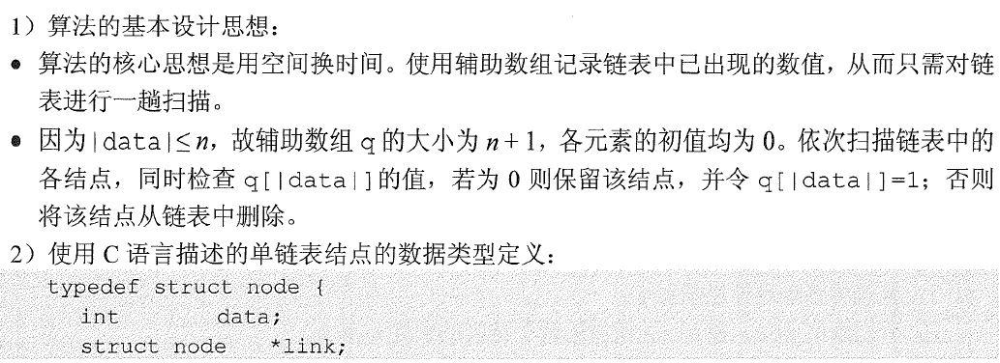 1）算法的基本设计思想：
• 算法的核心思想是用空间换时间。使用辅助数组记录链表中已出现的数值，从而只需对链
表进行一趟扫描。
• 因为|data|≤n，故辅助数组 q 的大小为 n + 1，各元素的初值均为 0。依次扫描链表中的
各结点，同时检查 q[|data|]的值，若为 0 则保留该结点，并令 q[|data|]=1；否则
将该结点从链表中删除。
2）使用 C 语言描述的单链表结点的数据类型定义：
typedef struct node {
int data;
struct node *link;